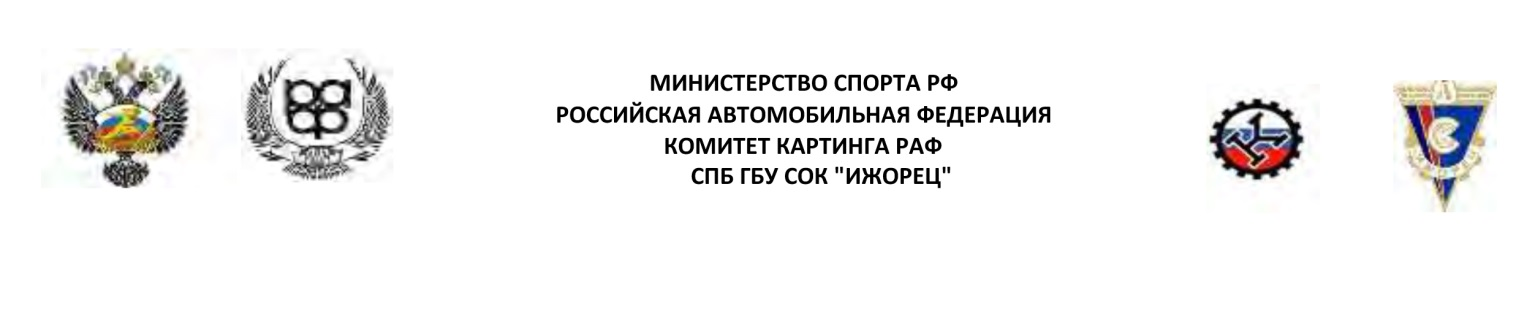 МИНИСТЕРСТВО СПОРТА РФ
РОССИЙСКАЯ АВТОМОБИЛЬНАЯ ФЕДЕРАЦИЯ
КОМИТЕТ КАРТИНГА РАФ
СПБ ГБУ СОК "ИЖОРЕЦ"